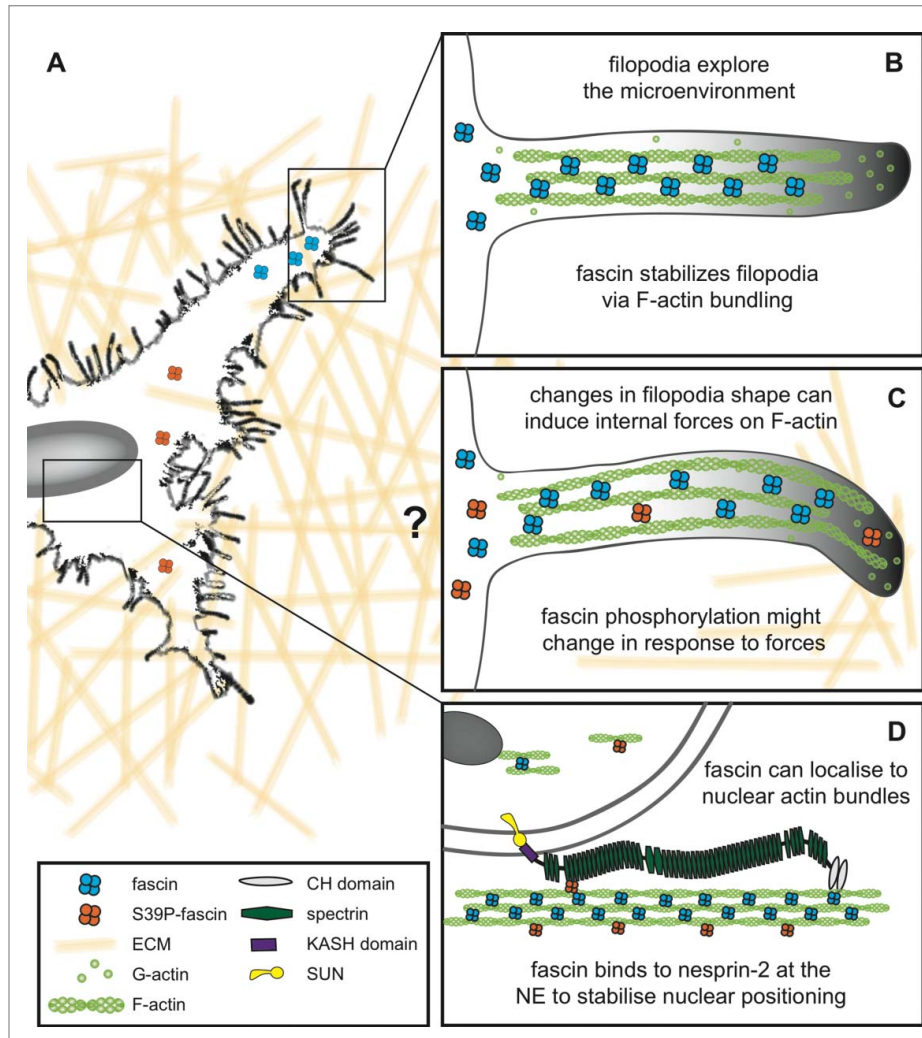 A
B
filopodia explore
the microenvironment
fascin stabilizes filopodia
via F-actin bundling
changes in filopodia shape can
induce internal forces on F-actin
C
?
fascin phosphorylation might
change in response to forces
D
fascin can localise to
nuclear actin bundles
fascin binds to nesprin-2 at the
NE to stabilise nuclear positioning
fascin
S39P-fascin
ECM
G-actin
F-actin
CH domain
spectrin
KASH domain
SUN